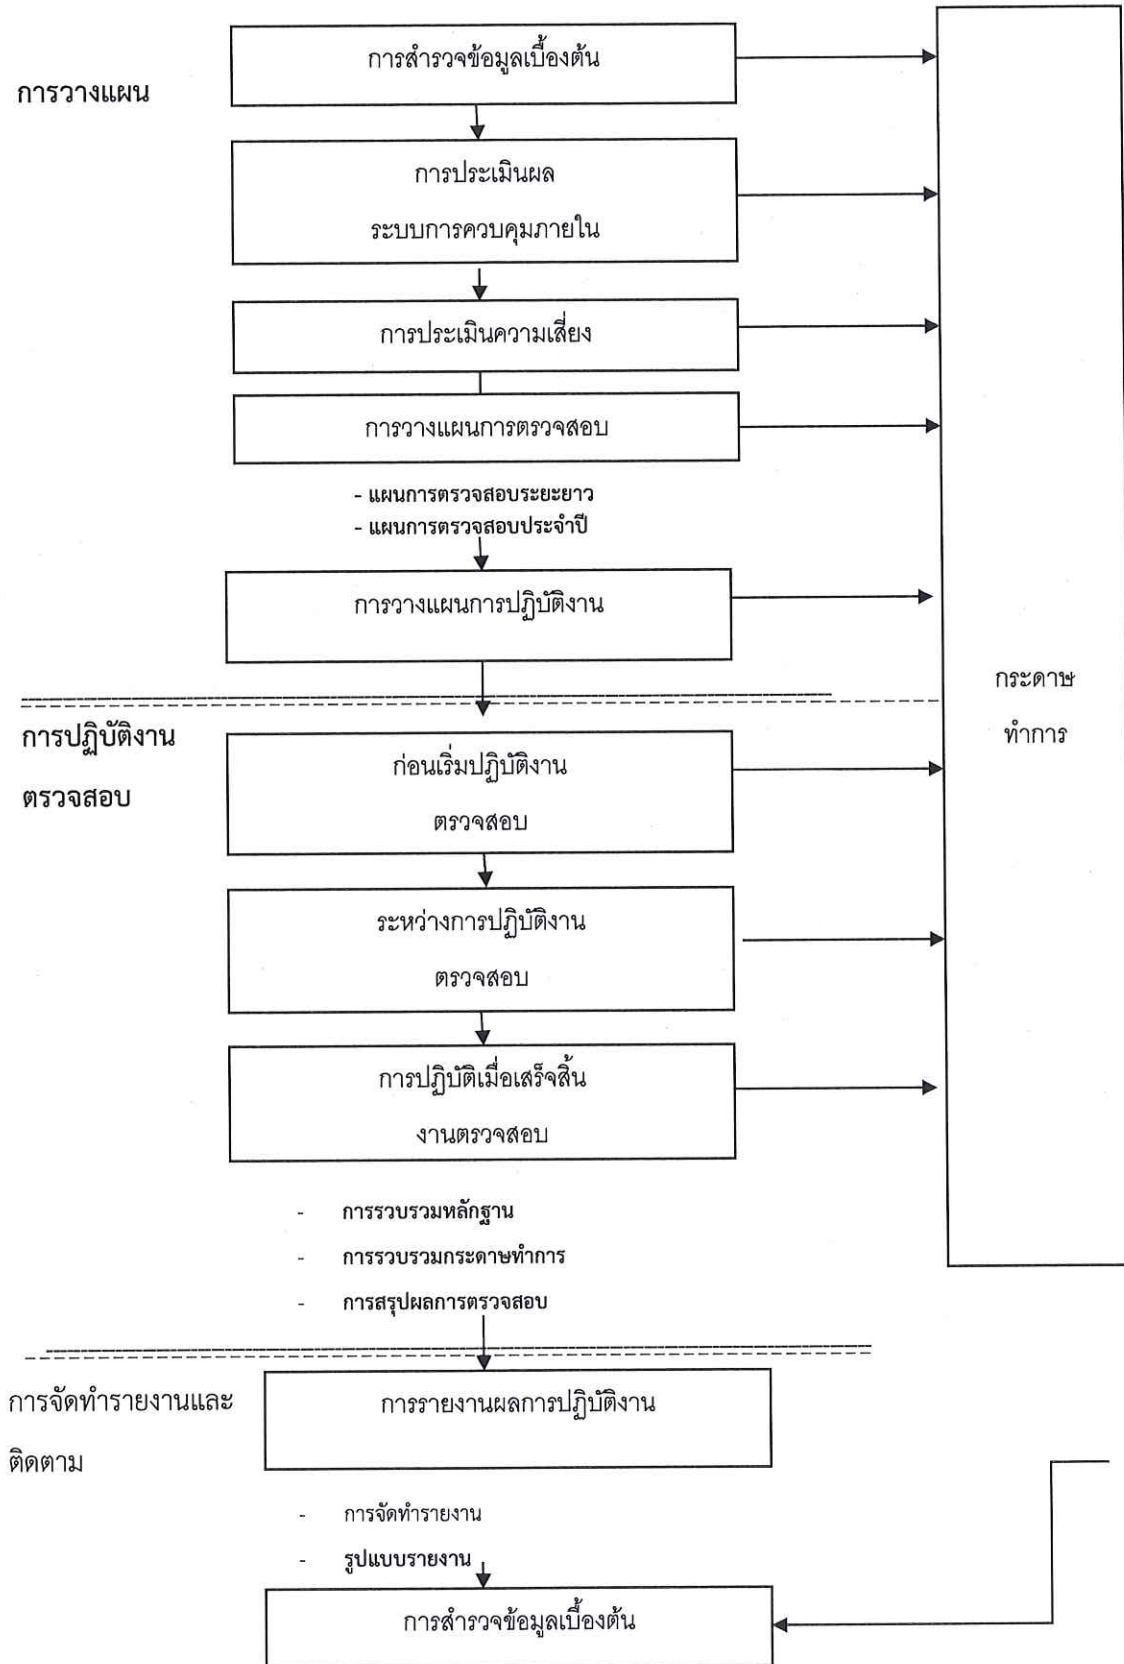 การวางแผน
การสำรวจข้อมูลเบื้องต้น
การประเมินผล
ระบบการควบคุมภายใน
การประเมินความเสี่ยง
การวางแผนการตรวจสอบ
- แผนการตรวจสอบระยะยาว
- แผนการตรวจสอบประจำปี
การวางแผนการปฏิบัติงาน
กระดาษ
ทำการ
การปฏิบัติงาน
ตรวจสอบ
ก่อนเริ่มปฏิบัติงาน
ตรวจสอบ
ระหว่างการปฏิบัติงาน
ตรวจสอบ
การปฏิบัติเมื่อเสร็จสิ้น
งานตรวจสอบ
- การรวบรวมหลักฐาน
- การรวบรวมกระดาษทำการ
- การสรุปผลการตรวจสอบ
การจัดทำรายงานและ
ติดตาม
การรายงานผลการปฏิบัติงาน
- การจัดทำรายงาน
- รูปแบบรายงาน
การสำรวจข้อมูลเบื้องต้น